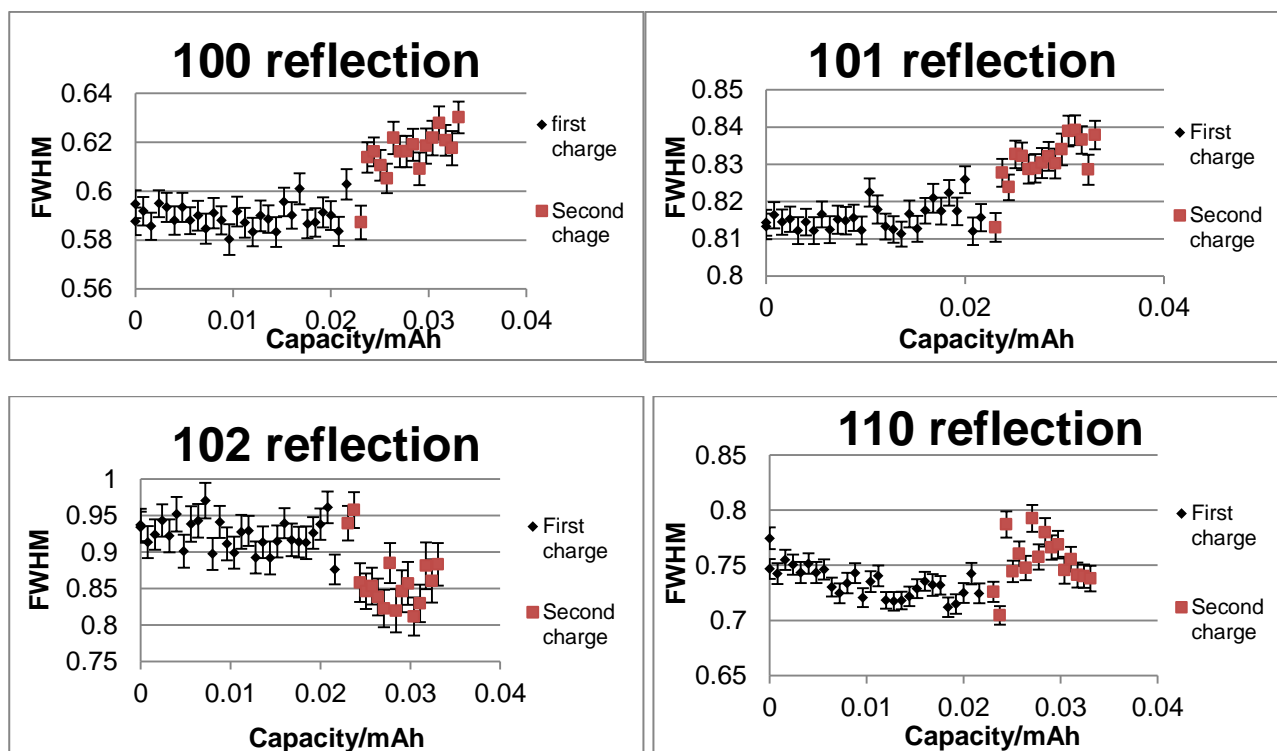 100 reflection
0.64
0.62
0.6
0.58
0.56
FWHM
0
0.01
0.02
0.03
0.04
Capacity/mAh
first
charge
Second
chage
101 reflection
0.85
0.84
0.83
0.82
0.81
0.8
FWHM
0
0.02
0.04
Capacity/mAh
First
charge
Second
charge
102 reflection
1
0.95
0.9
0.85
0.8
0.75
FWHM
0
0.01
0.02
0.03
0.04
Capacity/mAh
First
charge
Second
charge
110 reflection
0.85
0.8
0.75
0.7
0.65
FWHM
0
0.01
0.02
0.03
0.04
Capacity/mAh
First
charge
Second
charge